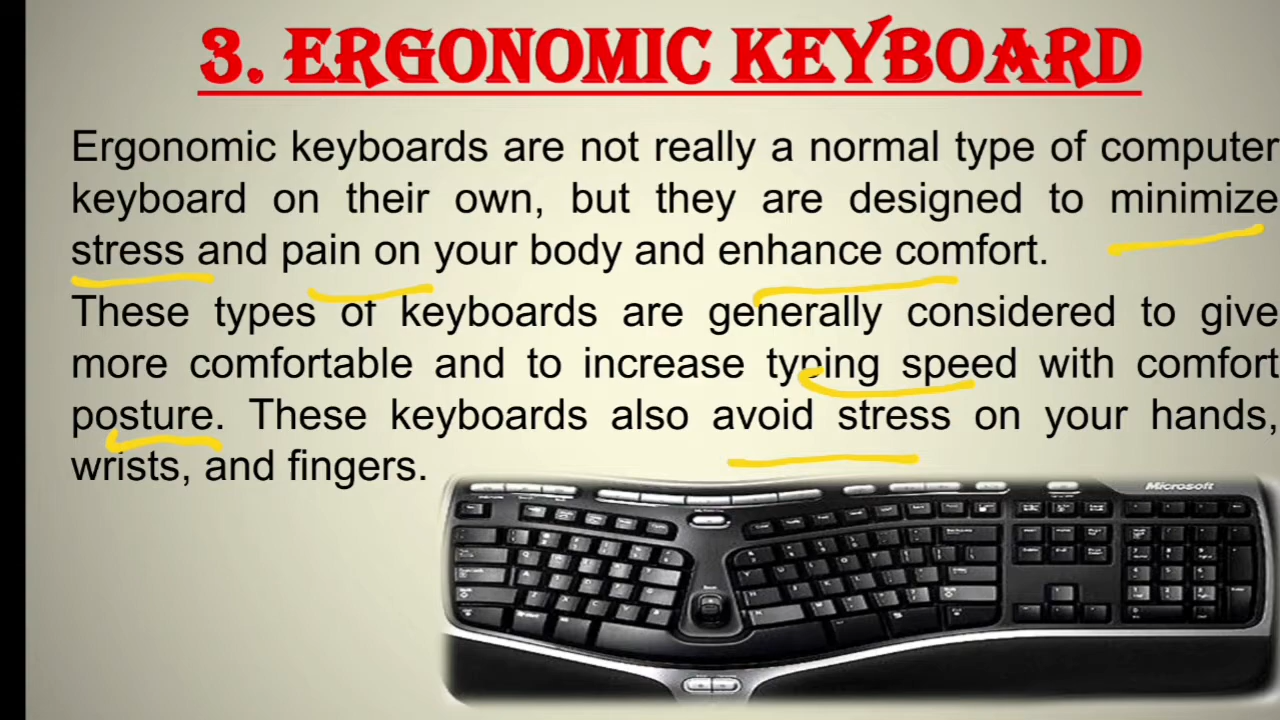 3. ERGONOMIC KEYBOARD
Ergonomic keyboards are not really a normal type of computer
keyboard on their own, but they are designed to minimize
stress and pain on your body and enhance comfort.
These types of keyboards are generally considered to give
more comfortable and to increase typing speed with comfort
posture. These keyboards also avoid stress on your hands,
wrists, and fingers.
Microsoft